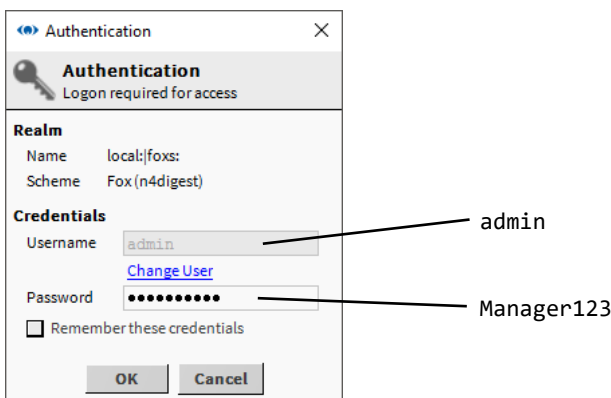 Authentication
Authentication
Logon required for access
Realm
Name local:|foxs:
Scheme Fox (n4digest)
Credentials
Username admin
admin
Change User
Password ●●●●●●●●●●
Manager123
Remember these credentials
OK Cancel